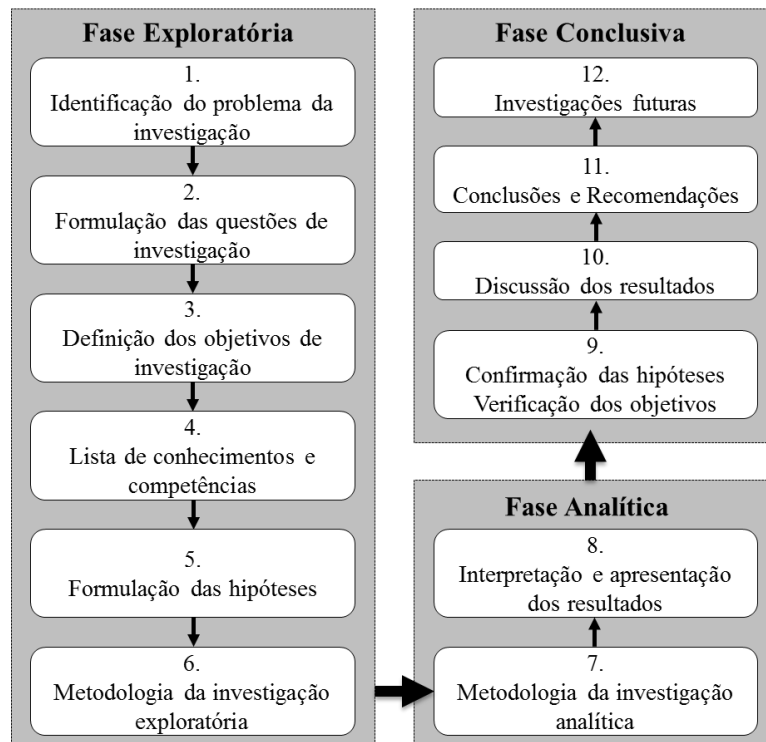 Fase Exploratória
1.
Identificação do problema da
investigação
2.
Formulação das questões de
investigação
3.
Definição dos objetivos de
investigação
4.
Lista de conhecimentos e
competências
5.
Formulação das hipóteses
6.
Metodologia da investigação
exploratória
Fase Analítica
7.
Metodologia da investigação
analítica
8.
Interpretação e apresentação
dos resultados
Fase Conclusiva
9.
Confirmação das hipóteses
Verificação dos objetivos
10.
Discussão dos resultados
11.
Conclusões e Recomendações
12.
Investigações futuras